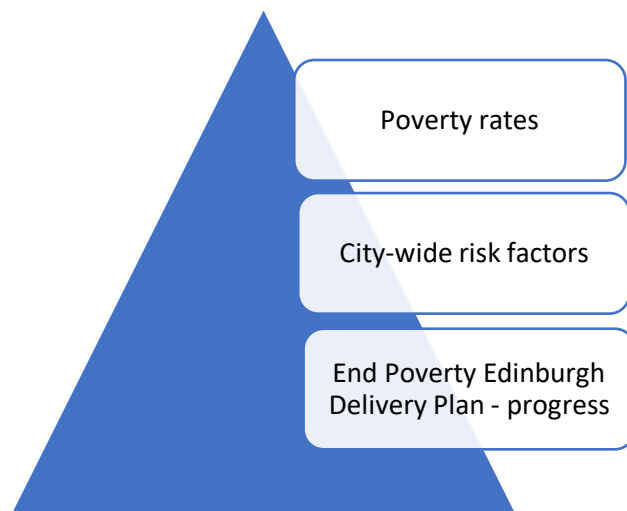 Poverty rates
City-wide risk factors
End Poverty Edinburgh
Delivery Plan - progress